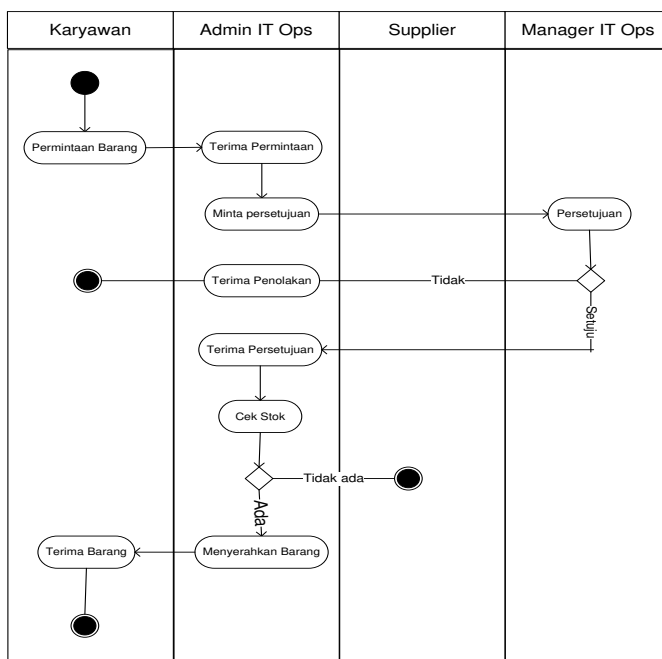 Karyawan
Admin IT Ops
Supplier
Manager IT Ops
Permintaan Barang
Terima Permintaan
Minta persetujuan
Persetujuan
Terima Penolakan
Tidak
Setuju
Terima Persetujuan
Cek Stok
Tidak ada
Ada
Terima Barang
Menyerahkan Barang